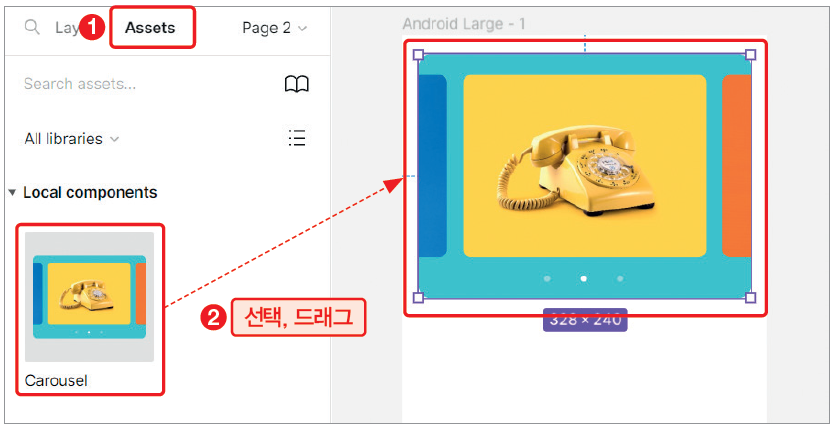 Android Large - 1
Lay
1
Assets
Page 2
Search assets...
All libraries
Local components
2
선택, 드래그
328 × 240
Carousel